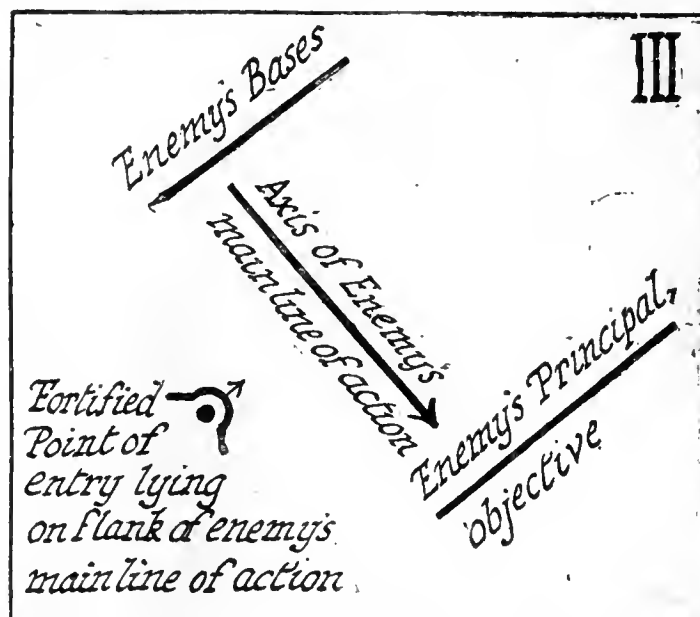 III
Enemy's Bases
Axis of Enemy's
main line of action
Enemy's Principal
objective
Fortified
Point of
entry lying
on flank of enemy's
main line of action